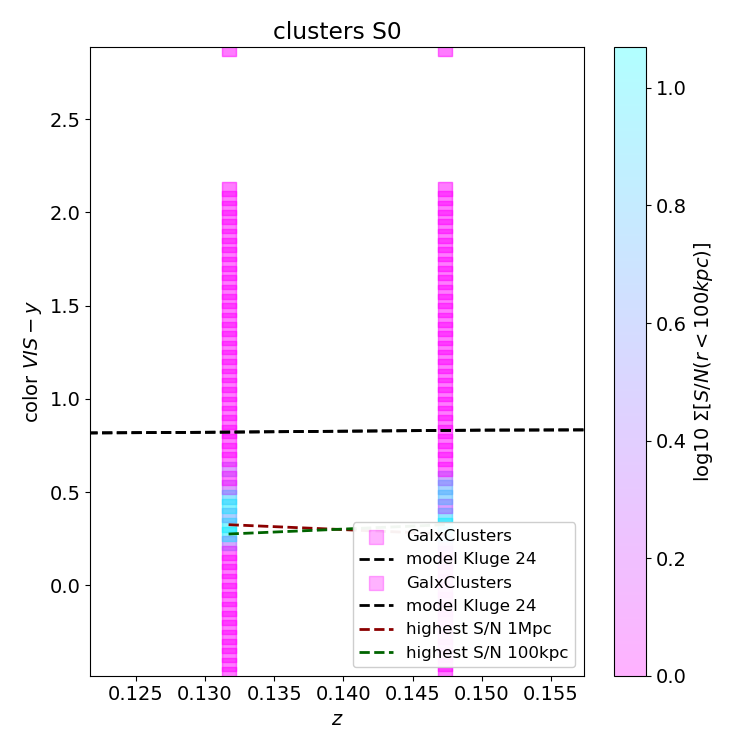 clusters S0
color VIS − y
2.5
2.0
1.5
1.0
0.5
0.0
GalxClusters
model Kluge 24
GalxClusters
model Kluge 24
highest S/N 1Mpc
highest S/N 100kpc
0.125 0.130 0.135 0.140 0.145 0.150 0.155
z
1.0
0.8
0.6
0.4
0.2
0.0
log10 Σ[S/N(r < 100kpc)]